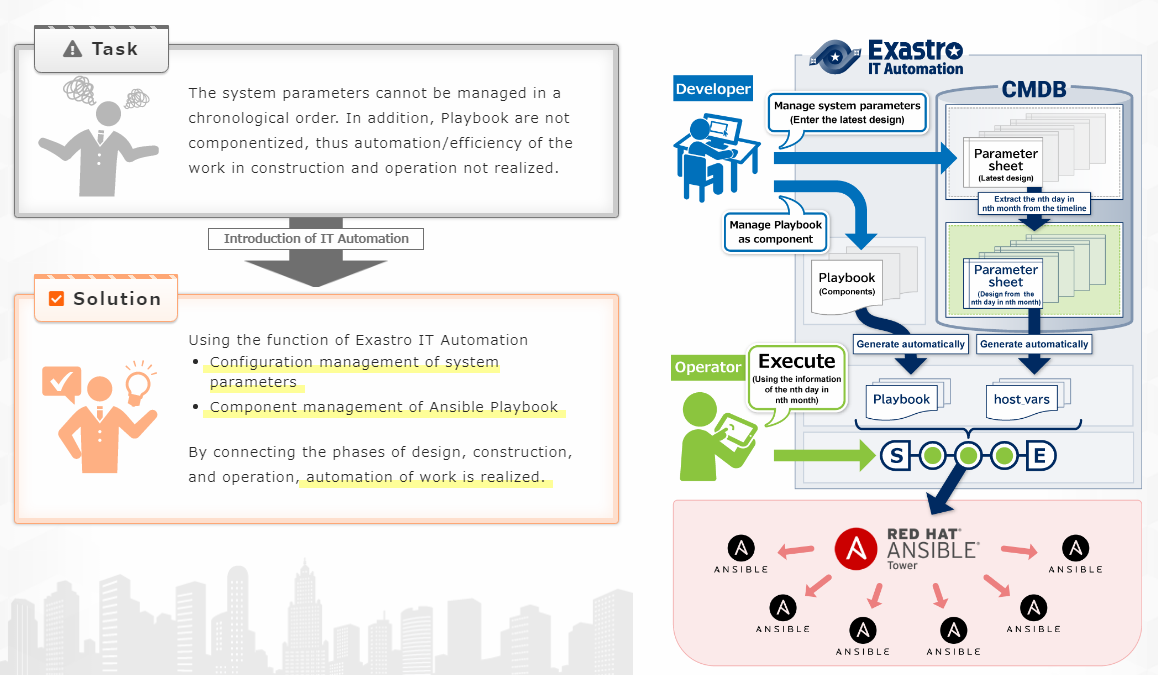 Task
The system parameters cannot be managed in a
chronological order. In addition, Playbook are not
componentized, thus automation/efficiency of the
work in construction and operation not realized.
Introduction of IT Automation
Solution
Using the function of Exastro IT Automation
• Configuration management of system
parameters
• Component management of Ansible Playbook
By connecting the phases of design, construction,
and operation, automation of work is realized.
Exastro
IT Automation
Developer
Manage system parameters
(Enter the latest design)
CMDB
Parameter
sheet
(Latest design)
Extract the nth day in
nth month from the timeline
Manage Playbook
as component
Playbook
(Components)
Parameter
sheet
(Design from the
nth day in nth month)
Generate automatically
Generate automatically
Operator
Execute
(Using the information
of the nth day in
nth month)
Playbook
host vars
S
E
RED HAT®
ANSIBLE®
Tower
ANSIBLE
ANSIBLE
ANSIBLE
ANSIBLE
ANSIBLE
ANSIBLE